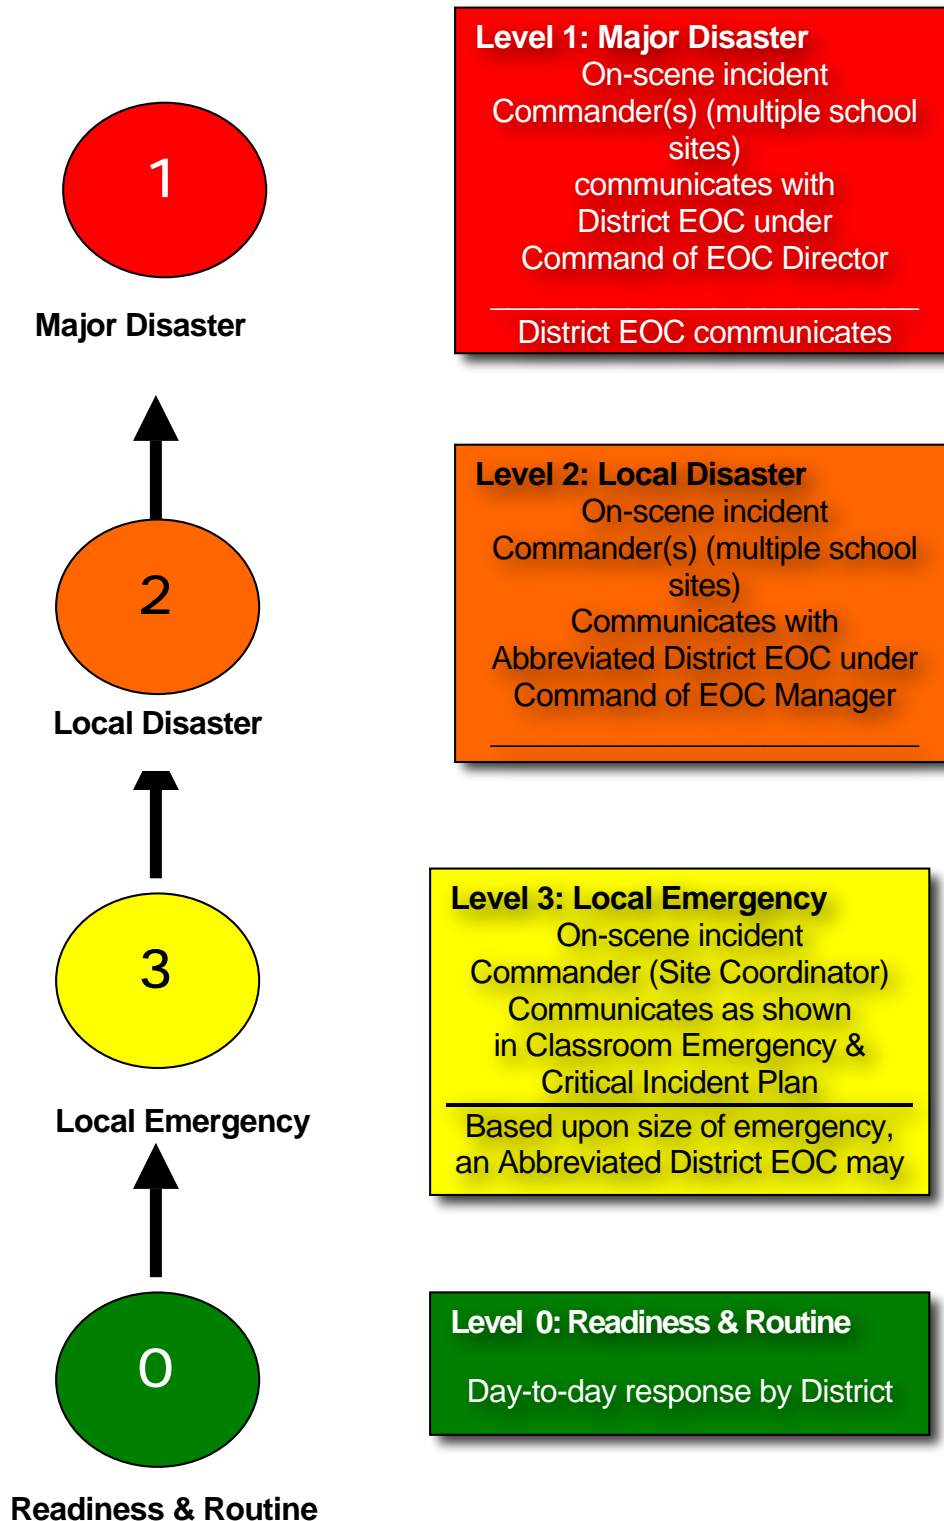 1
Major Disaster
Level 1: Major Disaster
On-scene incident
Commander(s) (multiple school
sites)
communicates with
District EOC under
Command of EOC Director
District EOC communicates
2
Local Disaster
Level 2: Local Disaster
On-scene incident
Commander(s) (multiple school
sites)
Communicates with
Abbreviated District EOC under
Command of EOC Manager
3
Local Emergency
Level 3: Local Emergency
On-scene incident
Commander (Site Coordinator)
Communicates as shown
in Classroom Emergency &
Critical Incident Plan
Based upon size of emergency,
an Abbreviated District EOC may
0
Readiness & Routine
Level 0: Readiness & Routine
Day-to-day response by District